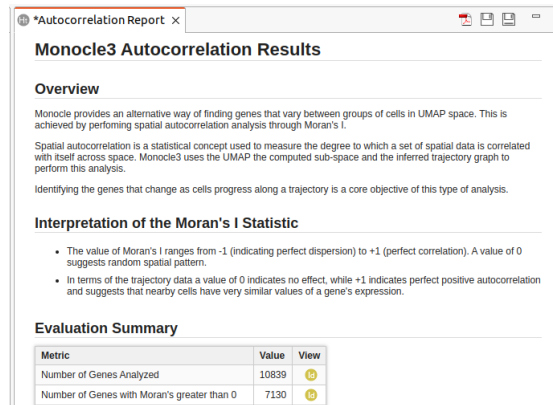 *Autocorrelation Report ×
Monocle3 Autocorrelation Results
Overview
Monocle provides an alternative way of finding genes that vary between groups of cells in UMAP space. This is
achieved by perfoming spatial autocorrelation analysis through Moran's I.
Spatial autocorrelation is a statistical concept used to measure the degree to which a set of spatial data is correlated
with itself across space. Monocle3 uses the UMAP the computed sub-space and the inferred trajectory graph to
perform this analysis.
Identifying the genes that change as cells progress along a trajectory is a core objective of this type of analysis.
Interpretation of the Moran's I Statistic
• The value of Moran's I ranges from -1 (indicating perfect dispersion) to +1 (perfect correlation). A value of 0
suggests random spatial pattern.
• In terms of the trajectory data a value of 0 indicates no effect, while +1 indicates perfect positive autocorrelation
and suggests that nearby cells have very similar values of a gene's expression.
Evaluation Summary
Metric Value View
Number of Genes Analyzed 10839 Id
Number of Genes with Moran's greater than 0 7130 Id